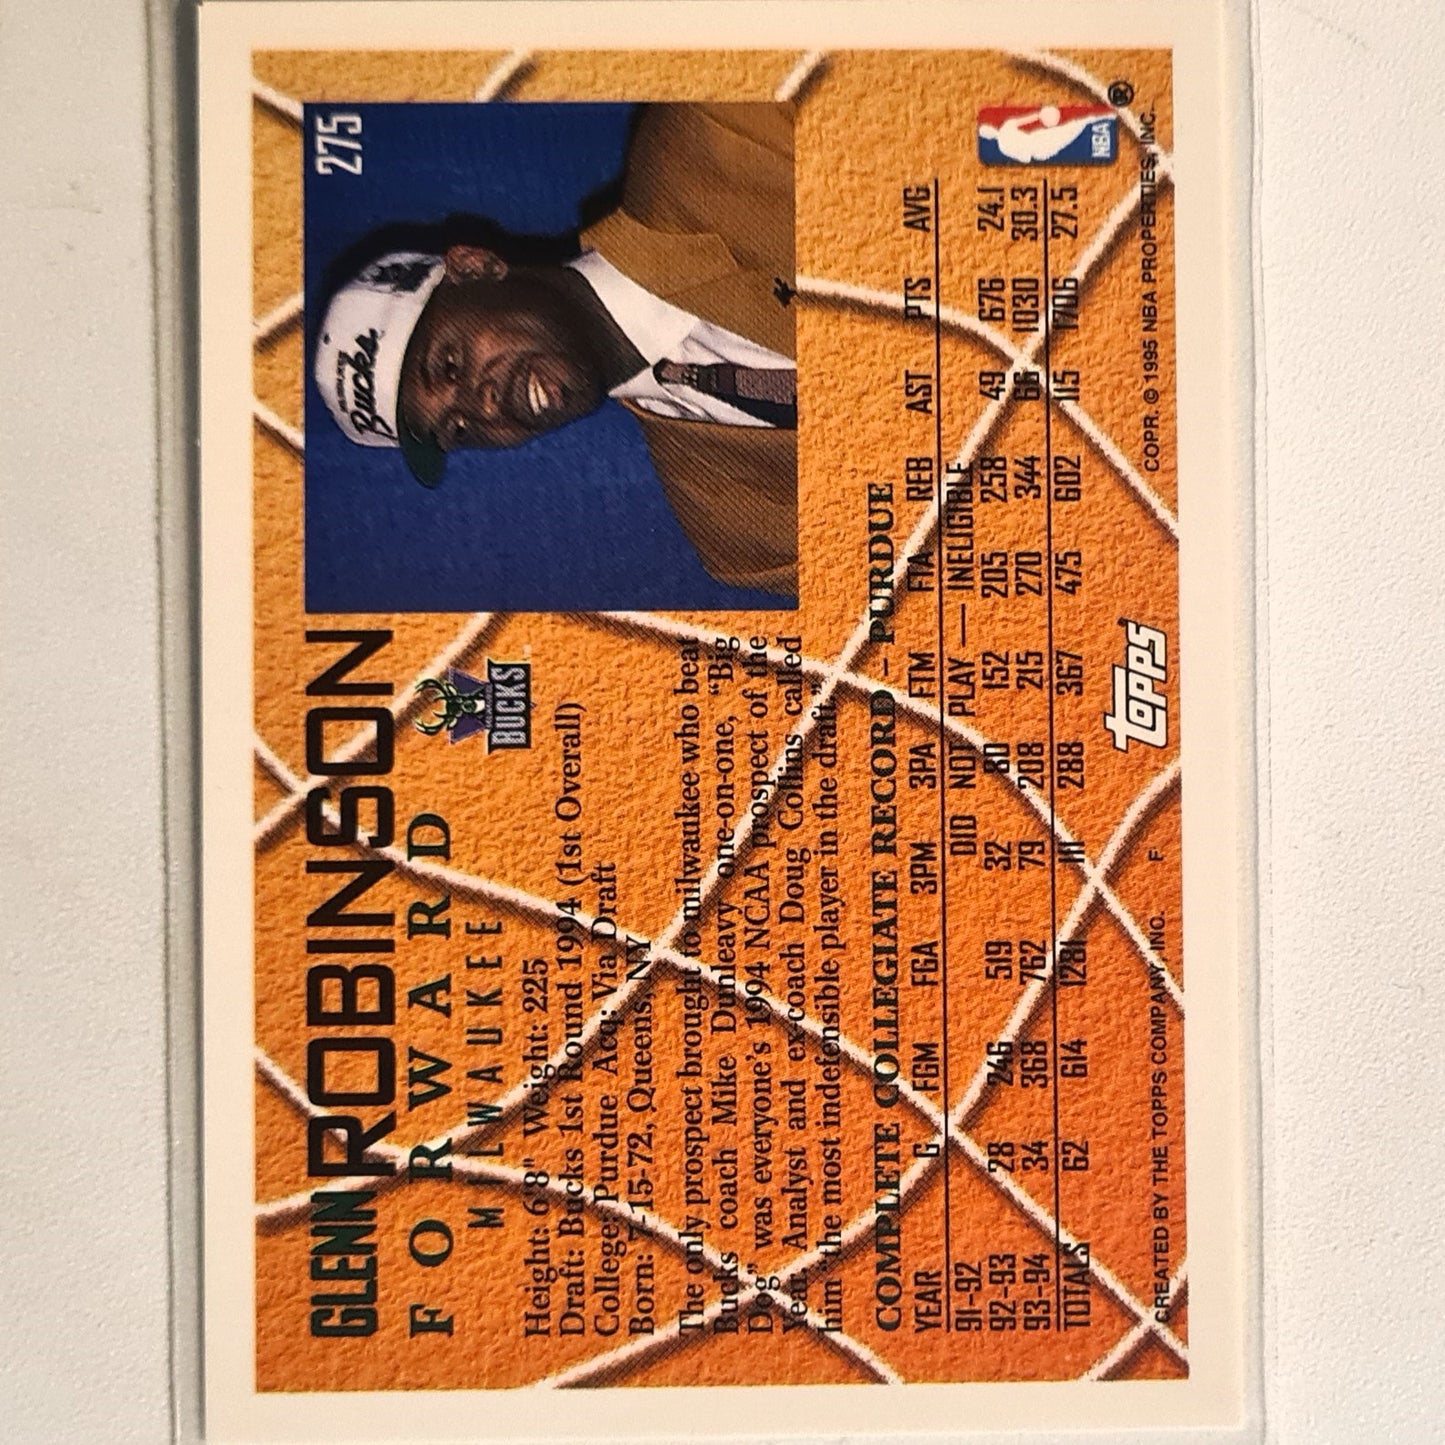 275
GLENN ROBINSON
FORWARD
MILWAUKEE
BUCKS
MILWAUKEE
Bucks
Height: 6'8" Weight: 225
Draft: Bucks 1st Round 1994 (1st Overall)
College: Purdue Acq: Via Draft
Born: 7-15-72, Queens, NY
The only prospect brought to milwaukee who beat
Bucks coach Mike Dunleavy one-on-one, "Big
Dog" was everyone's 1994 NCAA prospect of the
Year. Analyst and ex-coach Doug Collins called
him "the most indefensible player in the draft."
COMPLETE COLLEGIATE RECORD – PURDUE
YEAR G FGM FGA 3PM 3PA FTM FTA REB AST PTS AVG
91-92 DID NOT PLAY — INELIGIBLE
92-93 28 246 519 32 80 152 205 258 49 676 24.1
93-94 34 368 762 79 208 215 270 344 66 1030 30.3
TOTALS 62 614 1281 111 288 367 475 602 115 1706 27.5
NBA ®
CREATED BY THE TOPPS COMPANY, INC. F
Topps
COPR. © 1995 NBA PROPERTIES, INC.